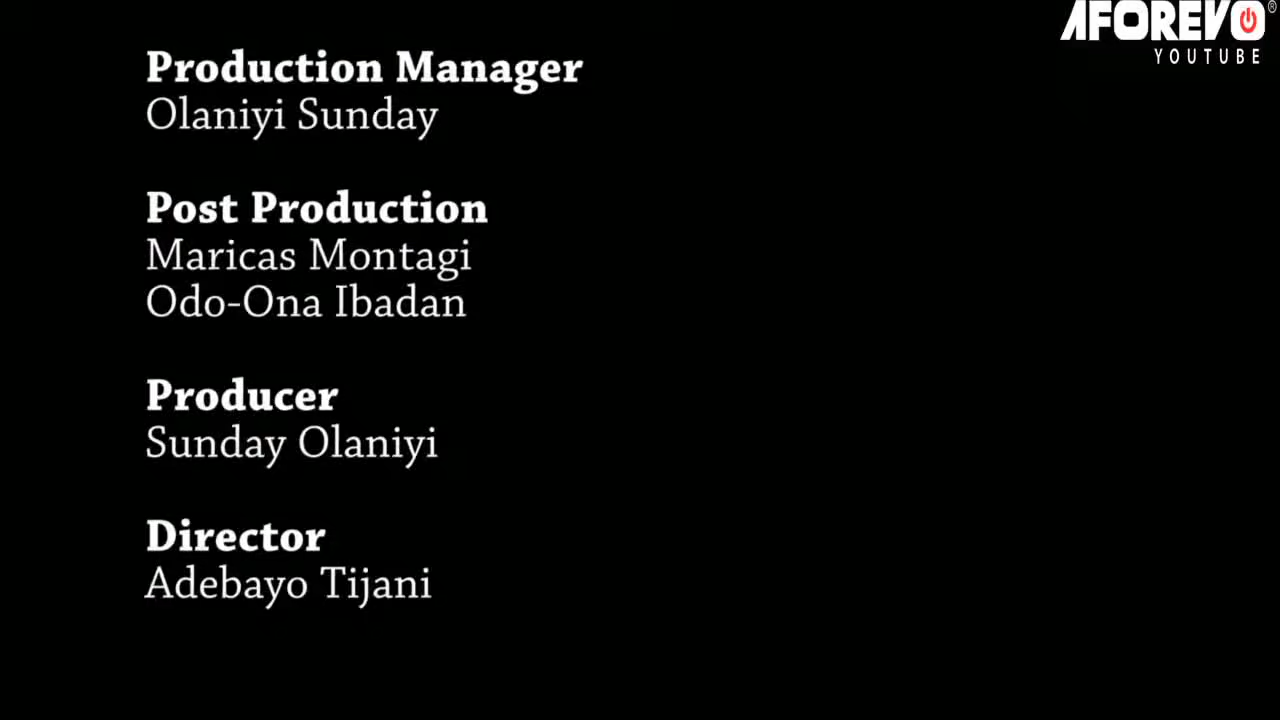 AFOREVO®
YOUTUBE
Production Manager
Olaniyi Sunday
Post Production
Maricas Montagi
Odo-Ona Ibadan
Producer
Sunday Olaniyi
Director
Adebayo Tijani